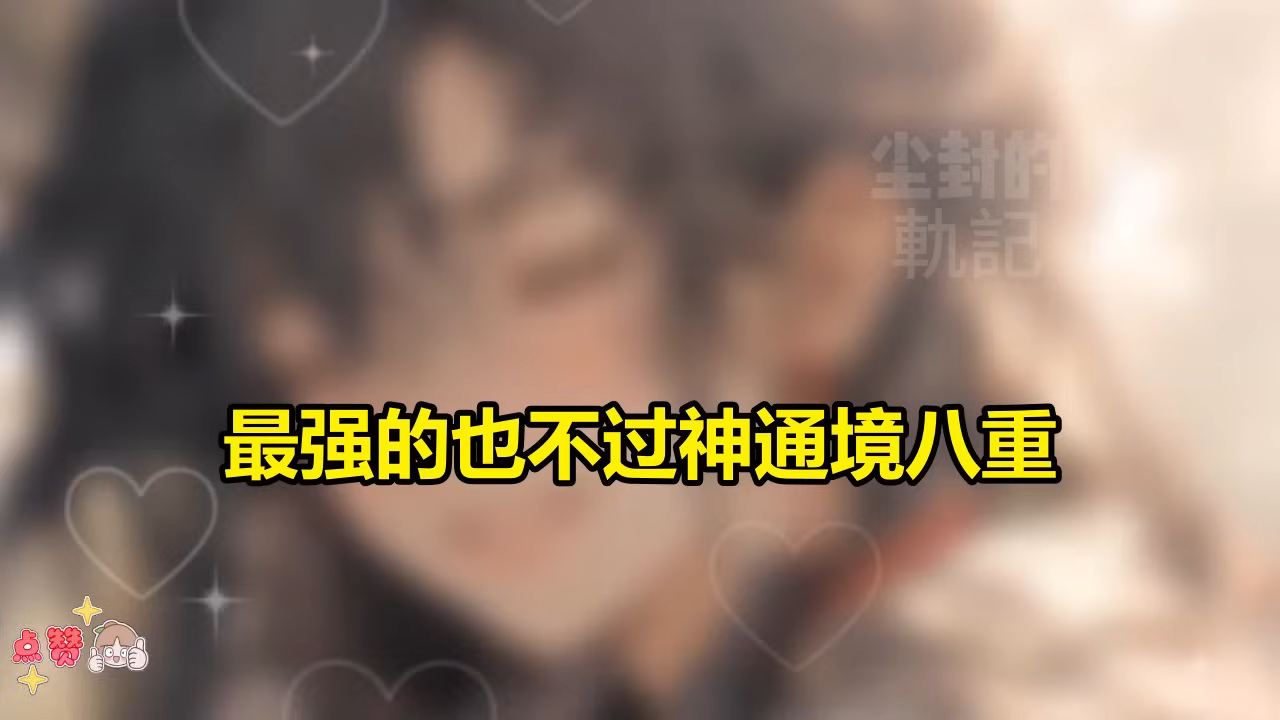 尘封的
軌記
最强的也不过神通境八重
点赞